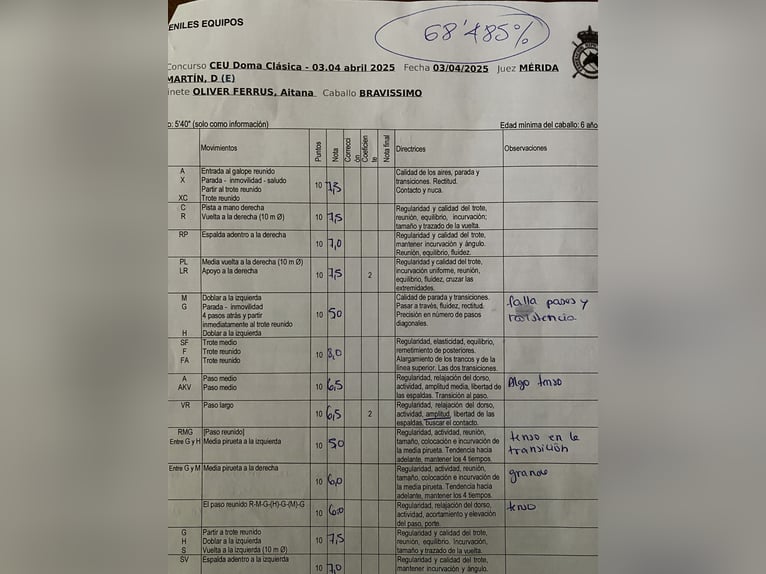 ENILES EQUIPOS
68'485%
Concurso CEU Doma Clásica - 03.04 abril 2025 Fecha 03/04/2025 Juez MÉRIDA
MARTÍN, D (E)
inete OLIVER FERRUS, Aitana Caballo BRAVISSIMO
o: 5'40" (solo como información) Edad mínima del caballo: 6 año
Movimientos Puntos Nota Correcci ón Coeficien te Nota final Directrices Observaciones
A Entrada al galope reunido Calidad de los aires, parada y
X Parada - inmovilidad - saludo 10 7,5 transiciones. Rectitud.
Partir al trote reunido Contacto y nuca.
XC Trote reunido
C Pista a mano derecha Regularidad y calidad del trote,
R Vuelta a la derecha (10 m Ø) 10 7,5 reunión, equilibrio, incurvación;
tamaño y trazado de la vuelta.
RP Espalda adentro a la derecha Regularidad y calidad del trote,
10 7,0 mantener incurvación y ángulo.
Reunión, equilibrio, fluidez.
PL Media vuelta a la derecha (10 m Ø) Regularidad y calidad del trote,
LR Apoyo a la derecha 10 7,5 2 incurvación uniforme, reunión,
equilibrio, fluidez, cruzar las
extremidades.
M Doblar a la izquierda Calidad de parada y transiciones.
G Parada - inmovilidad Pasar a través, fluidez, rectitud. falla pasos y
4 pasos atrás y partir 10 50 Precisión en número de pasos resistencia
inmediatamente al trote reunido diagonales.
H Doblar a la izquierda
SF Trote medio Regularidad, elasticidad, equilibrio,
F Trote reunido 10 8,0 remetimiento de posteriores.
FA Trote reunido Alargamiento de los trancos y de la
línea superior. Las dos transiciones.
A Paso medio Regularidad, relajación del dorso,
AKV Paso medio 10 6,5 actividad, amplitud media, libertad de Algo tenso
las espaldas. Transición al paso.
VR Paso largo Regularidad, relajación del dorso,
10 6,5 2 actividad, amplitud, libertad de las
espaldas, buscar el contacto.
RMG [Paso reunido] Regularidad, actividad, reunión,
Entre G y H Media pirueta a la izquierda 10 5,0 tamaño, colocación e incurvación de tenso en la
la media pirueta. Tendencia hacia transición
adelante, mantener los 4 tiempos.
Entre G y M Media pirueta a la derecha Regularidad, actividad, reunión,
10 6,0 tamaño, colocación e incurvación de grande
la media pirueta. Tendencia hacia
adelante, mantener los 4 tiempos.
El paso reunido R-M-G-(H)-G-(M)-G Regularidad, relajación del dorso,
10 6,0 actividad, acortamiento y elevación tenso
del paso, porte.
G Partir a trote reunido Regularidad y calidad del trote,
H Doblar a la izquierda 10 7,5 reunión, equilibrio. Incurvación,
S Vuelta a la izquierda (10 m Ø) tamaño y trazado de la vuelta.
SV Espalda adentro a la izquierda Regularidad y calidad del trote,
10 7,0 mantener incurvación y ángulo.